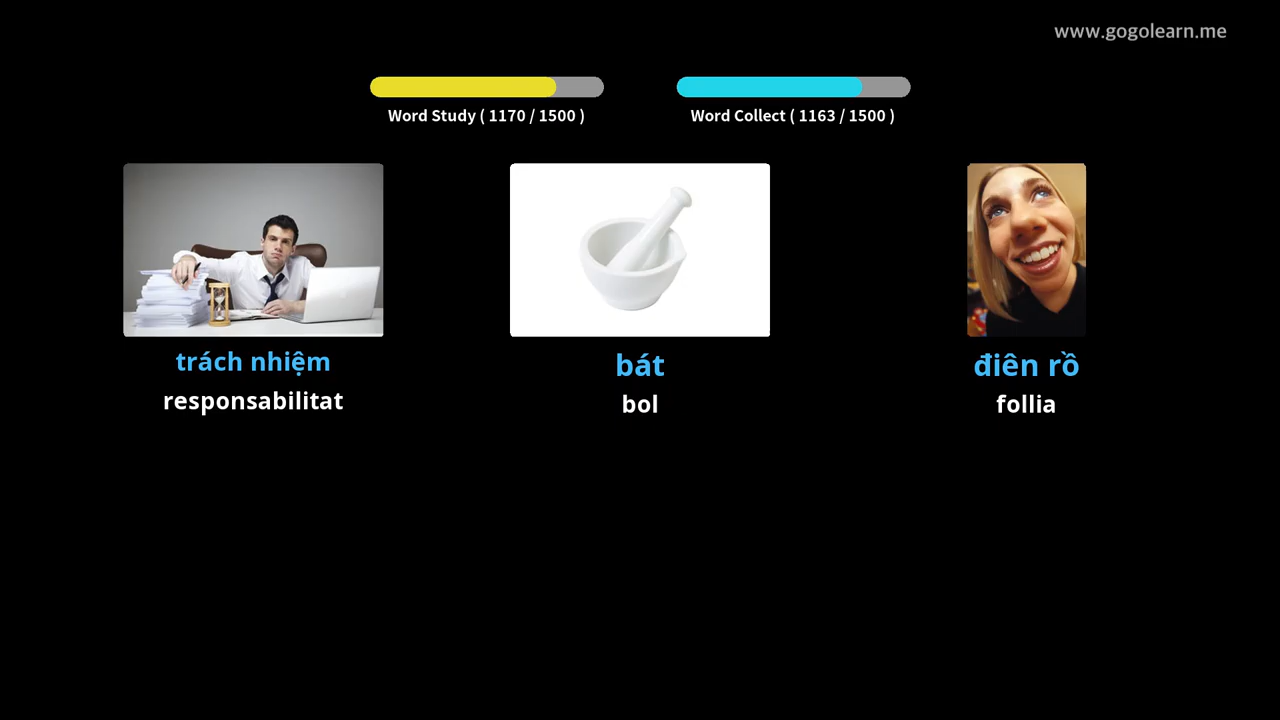 www.gogolearn.me
Word Study ( 1170 / 1500 )
Word Collect ( 1163 / 1500 )
trách nhiệm
responsabilitat
bát
bol
điên rồ
follia